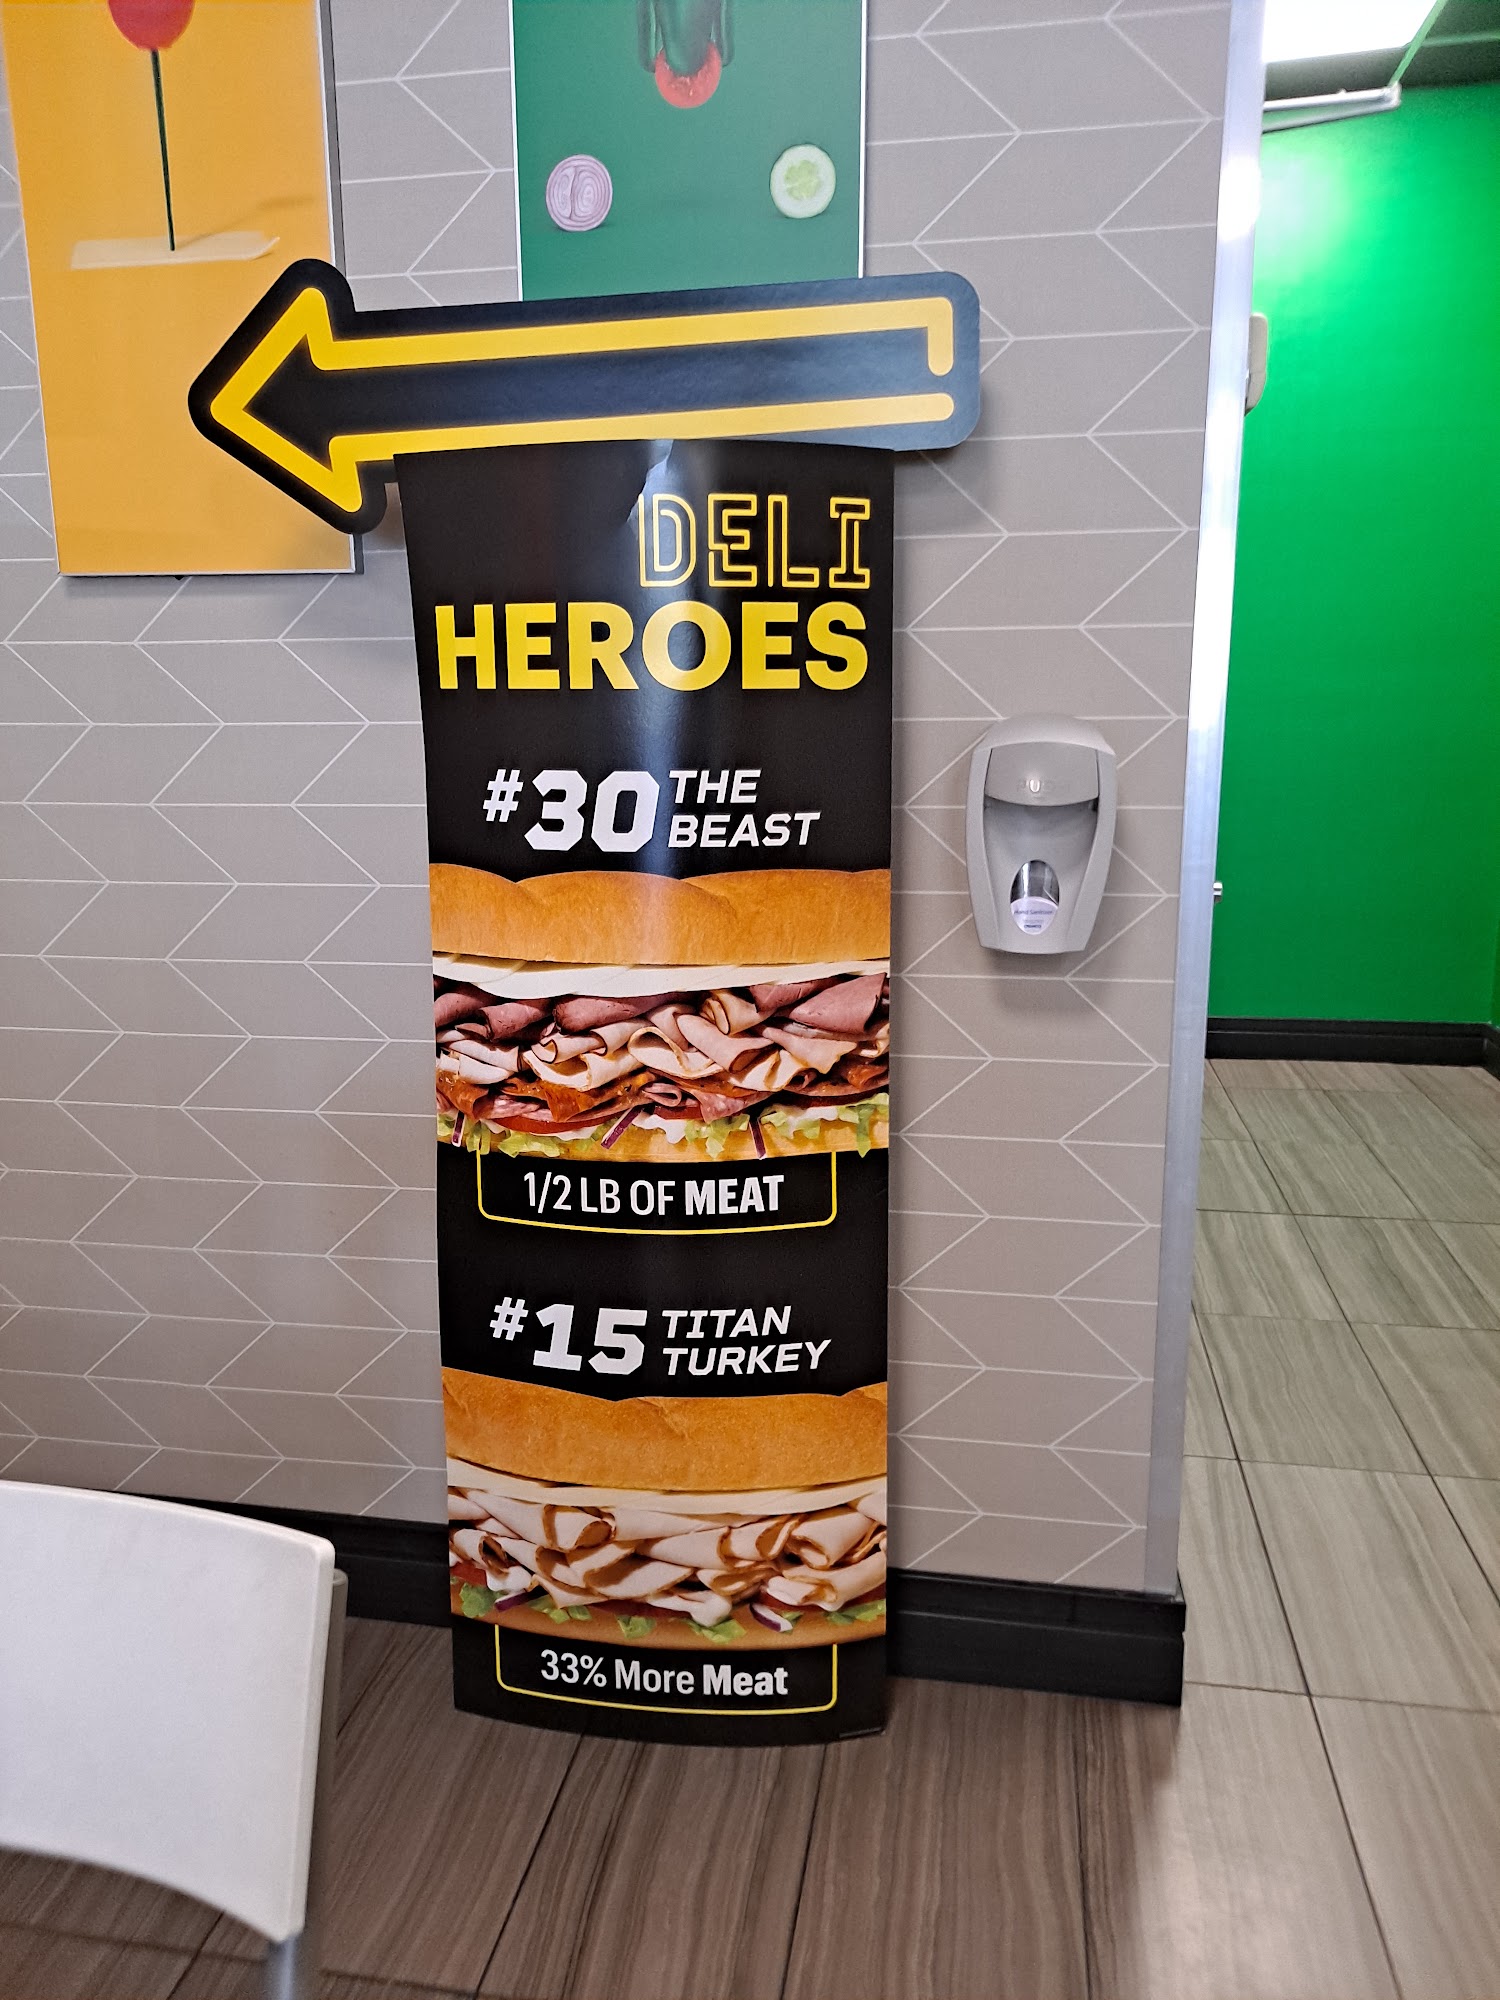 DELI
HEROES
#30 THE
BEAST
1/2 LB OF MEAT
#15 TITAN
TURKEY
33% More Meat